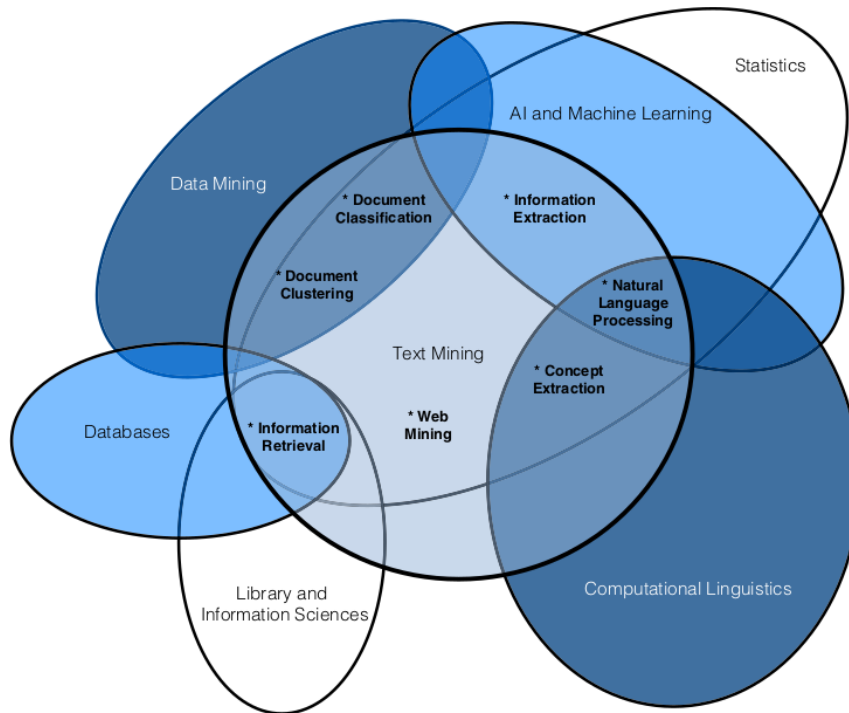 Statistics
AI and Machine Learning
Data Mining
* Document
Classification
* Information
Extraction
* Document
Clustering
* Natural
Language
Processing
Text Mining
* Concept
Extraction
Databases
* Information
Retrieval
* Web
Mining
Library and
Information Sciences
Computational Linguistics